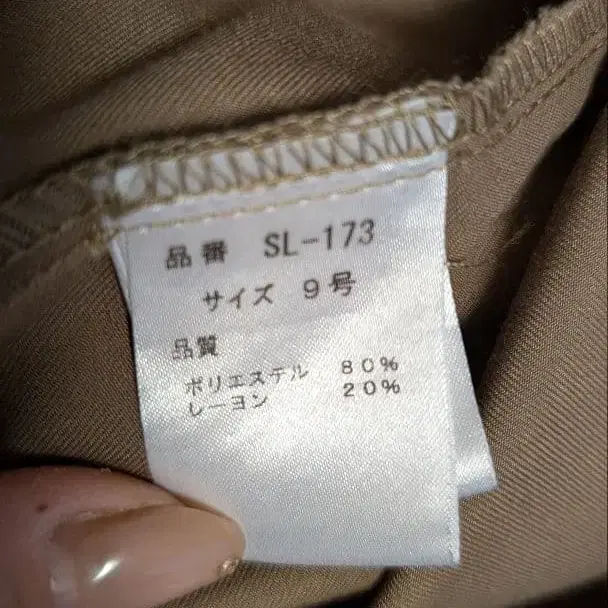 品番 SL-173
サイズ 9号
品質
ポリエステル 80%
レーヨン 20%